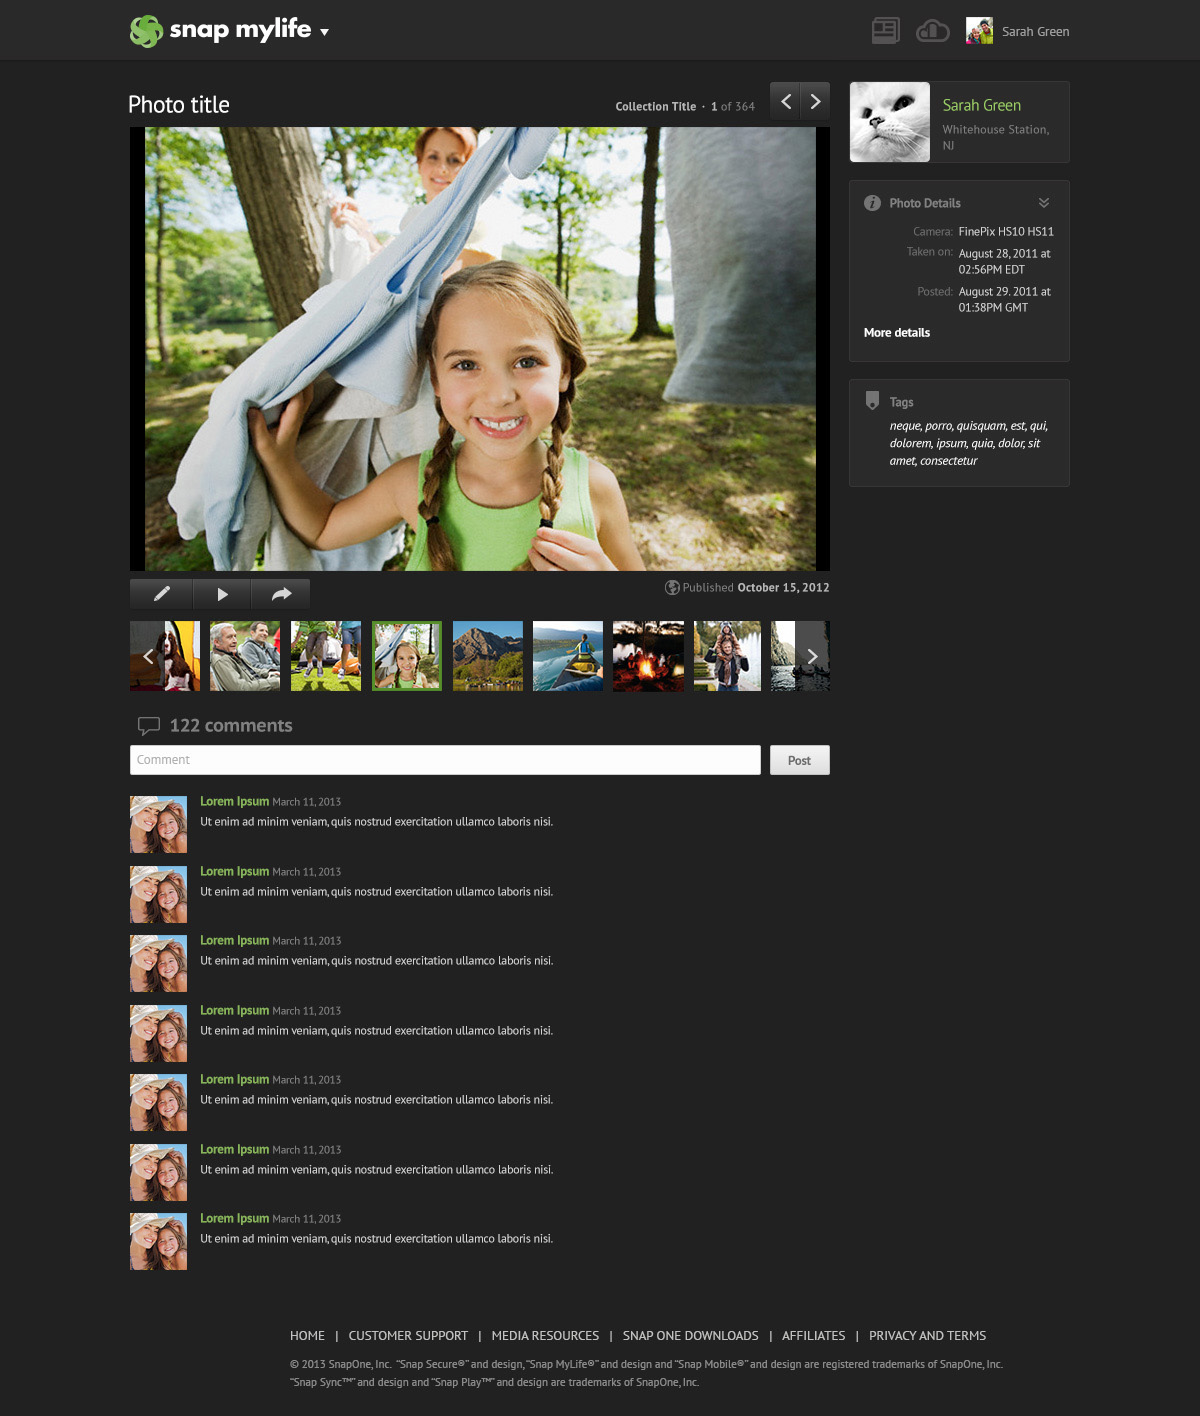 snap mylife
Sarah Green
Photo title
Collection Title · 1 of 364
Sarah Green
Whitehouse Station,
NJ
Photo Details
Camera: FinePix HS10 HS11
Taken on: August 28, 2011 at
02:56PM EDT
Posted: August 29. 2011 at
01:38PM GMT
More details
Tags
neque, porro, quisquam, est, qui,
dolorem, ipsum, quia, dolor, sit
amet, consectetur
Published October 15, 2012
122 comments
Comment
Post
Lorem Ipsum March 11, 2013
Ut enim ad minim veniam, quis nostrud exercitation ullamco laboris nisi.
Lorem Ipsum March 11, 2013
Ut enim ad minim veniam, quis nostrud exercitation ullamco laboris nisi.
Lorem Ipsum March 11, 2013
Ut enim ad minim veniam, quis nostrud exercitation ullamco laboris nisi.
Lorem Ipsum March 11, 2013
Ut enim ad minim veniam, quis nostrud exercitation ullamco laboris nisi.
Lorem Ipsum March 11, 2013
Ut enim ad minim veniam, quis nostrud exercitation ullamco laboris nisi.
Lorem Ipsum March 11, 2013
Ut enim ad minim veniam, quis nostrud exercitation ullamco laboris nisi.
Lorem Ipsum March 11, 2013
Ut enim ad minim veniam, quis nostrud exercitation ullamco laboris nisi.
HOME | CUSTOMER SUPPORT | MEDIA RESOURCES | SNAP ONE DOWNLOADS | AFFILIATES | PRIVACY AND TERMS
© 2013 SnapOne, Inc. “Snap Secure®” and design, “Snap MyLife®” and design and “Snap Mobile®” and design are registered trademarks of SnapOne, Inc.
“Snap Sync™” and design and “Snap Play™” and design are trademarks of SnapOne, Inc.